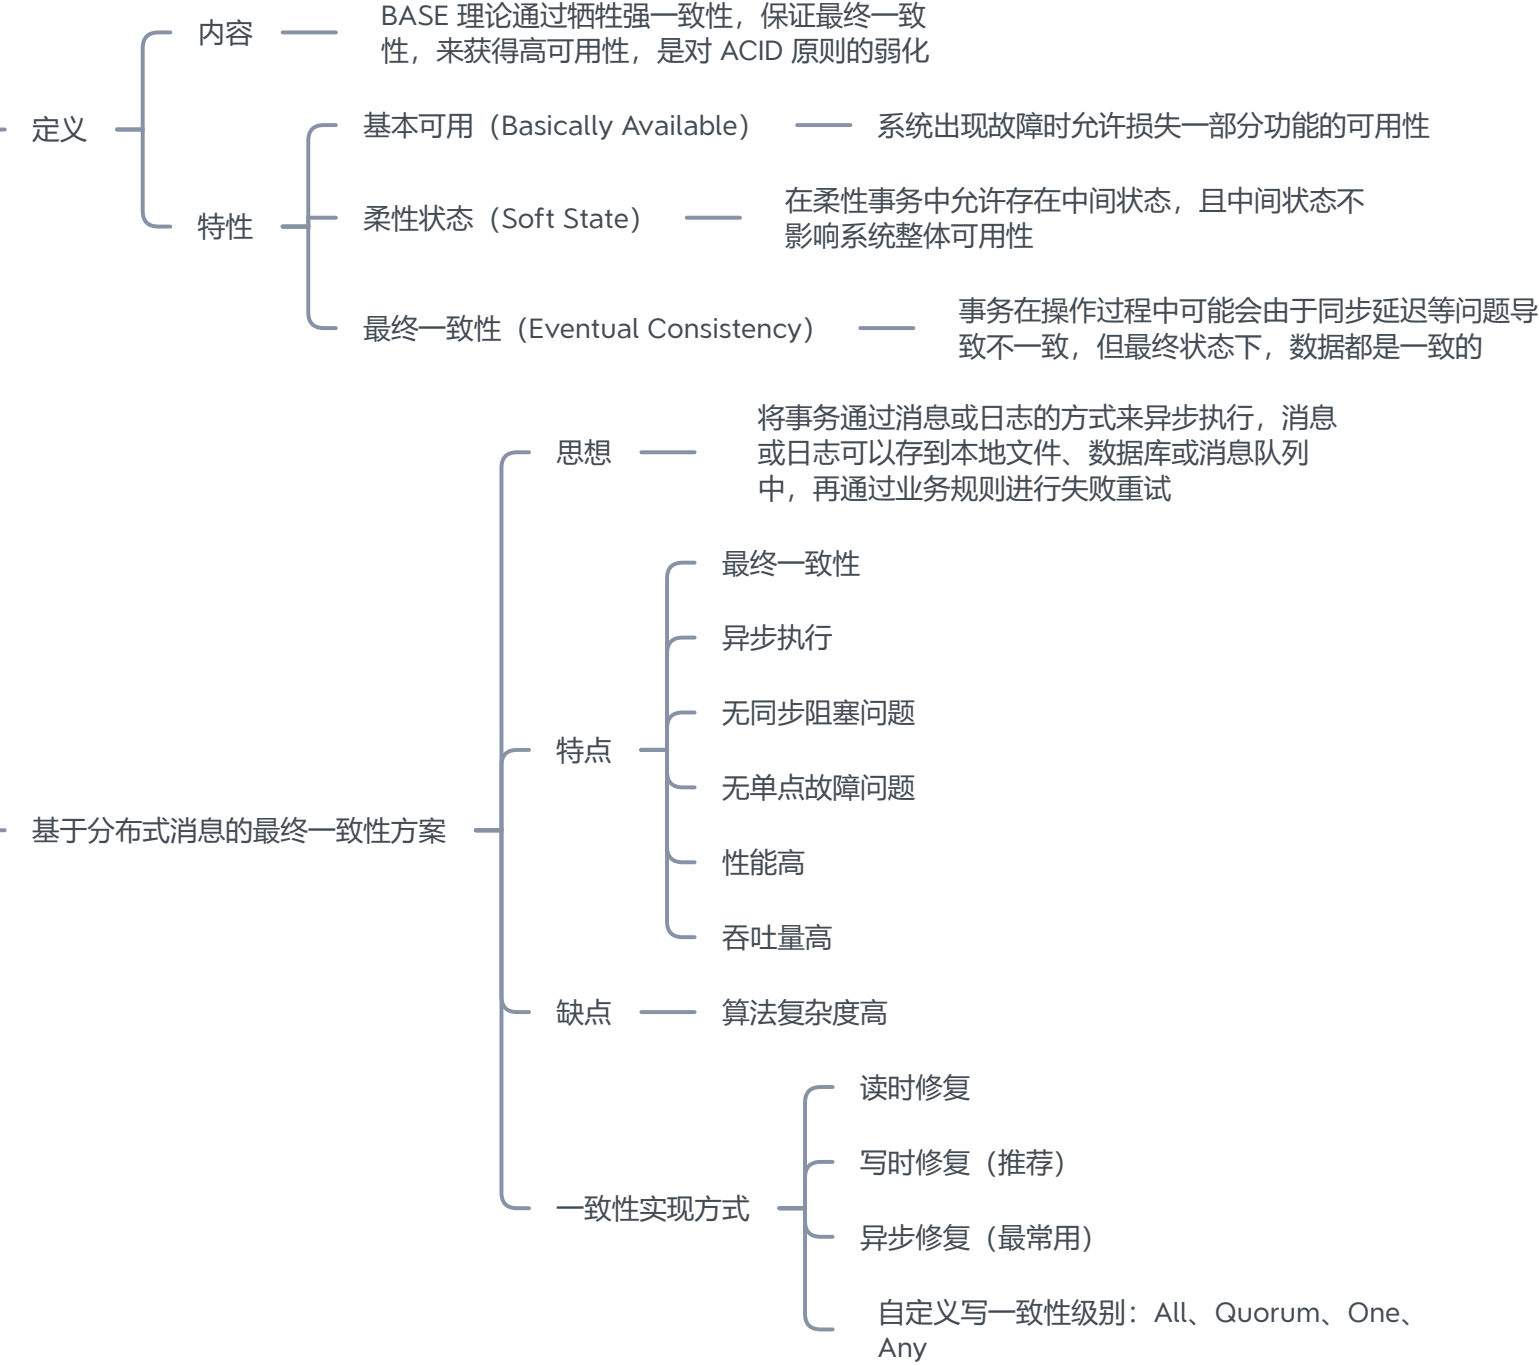 定义
内容
BASE 理论通过牺牲强一致性，保证最终一致
性，来获得高可用性，是对 ACID 原则的弱化
特性
基本可用（Basically Available）
系统出现故障时允许损失一部分功能的可用性
柔性状态（Soft State）
在柔性事务中允许存在中间状态，且中间状态不
影响系统整体可用性
最终一致性（Eventual Consistency）
事务在操作过程中可能会由于同步延迟等问题导
致不一致，但最终状态下，数据都是一致的
基于分布式消息的最终一致性方案
思想
将事务通过消息或日志的方式来异步执行，消息
或日志可以存到本地文件、数据库或消息队列
中，再通过业务规则进行失败重试
特点
最终一致性
异步执行
无同步阻塞问题
无单点故障问题
性能高
吞吐量高
缺点
算法复杂度高
一致性实现方式
读时修复
写时修复（推荐）
异步修复（最常用）
自定义写一致性级别：All、Quorum、One、
Any